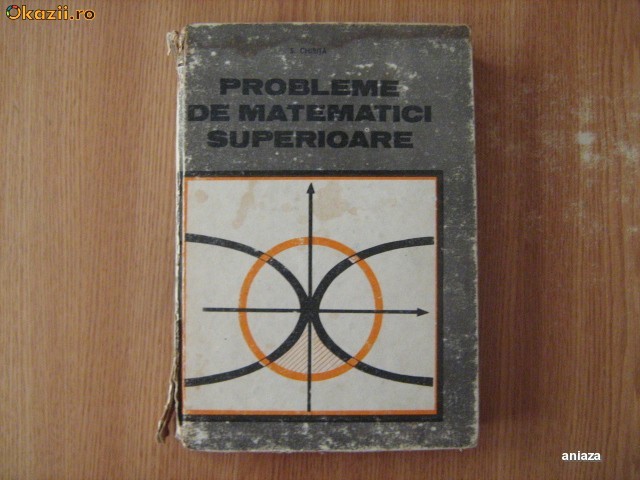 Okazii.ro
PROBLEME
DE MATEMATICI
SUPERIOARE
aniaza